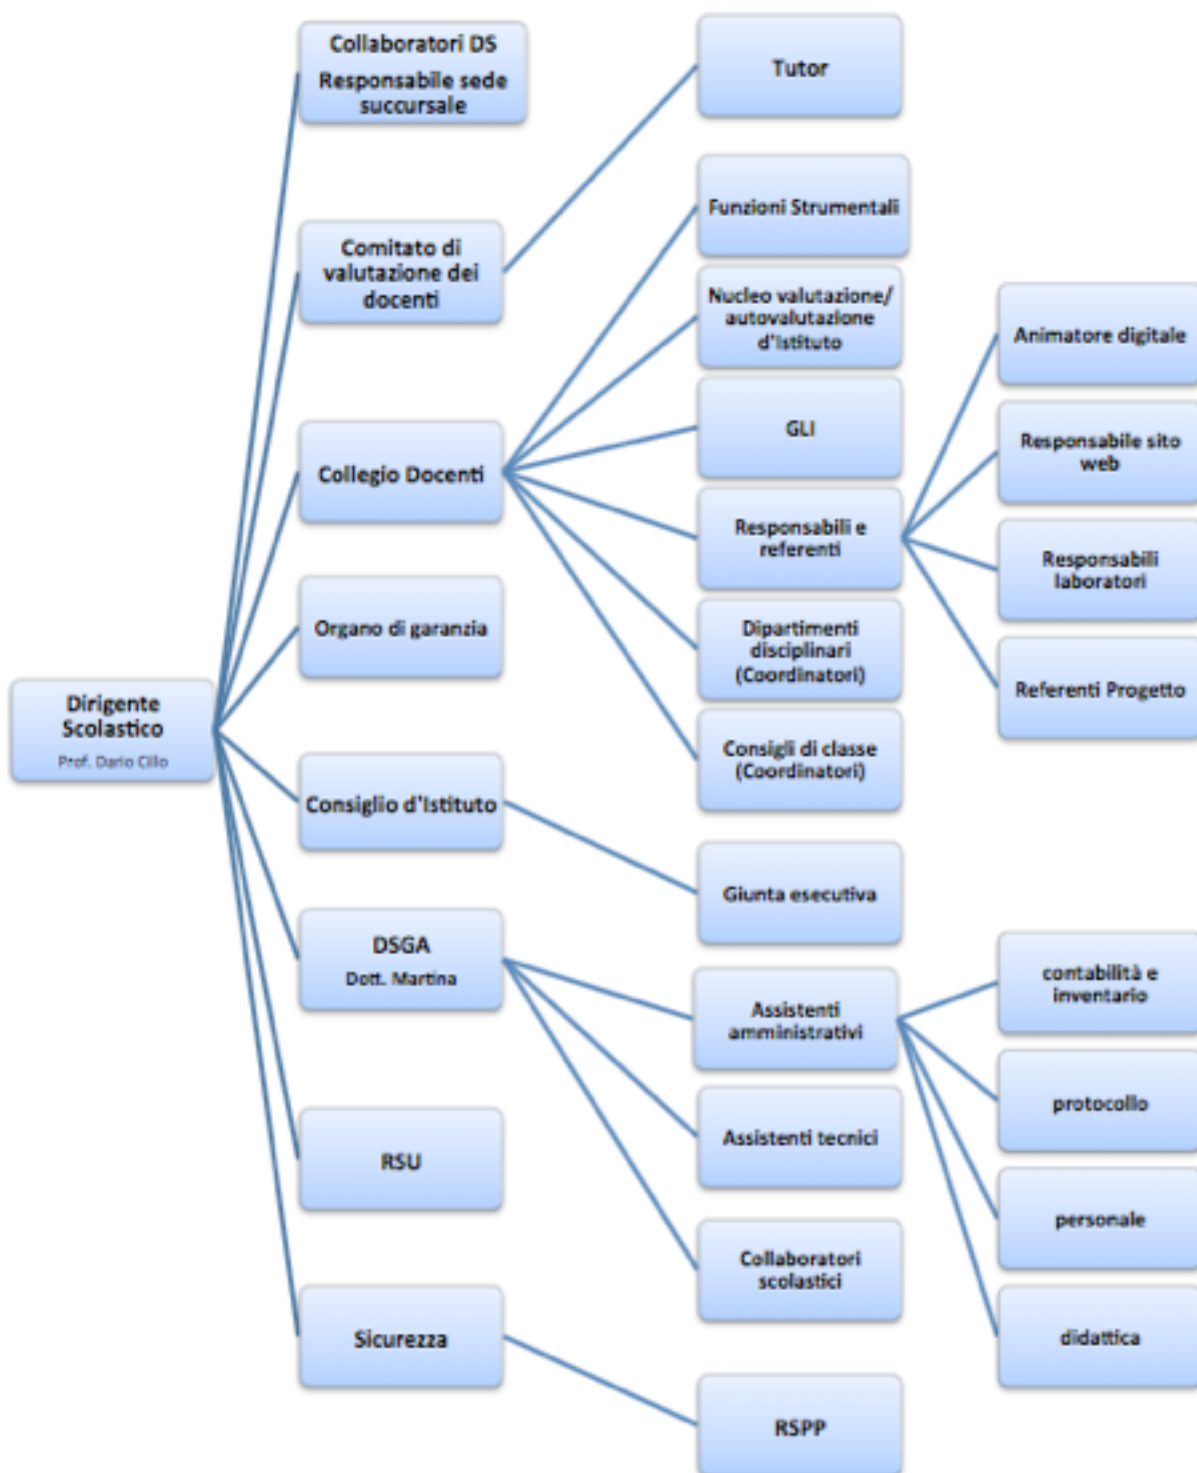 Collaboratori DS
Responsabile sede
succursale
Tutor
Comitato di
valutazione dei
docenti
Funzioni Strumentali
Nucleo valutazione/
autovalutazione
d'Istituto
Animatore digitale
GLI
Responsabile sito
web
Collegio Docenti
Responsabili e
referenti
Responsabili
laboratori
Organo di garanzia
Dipartimenti
disciplinari
(Coordinatori)
Referenti Progetto
Dirigente
Scolastico
Prof. Dario Cillo
Consigli di classe
(Coordinatori)
Consiglio d'Istituto
Giunta esecutiva
DSGA
Dott. Martina
Assistenti
amministrativi
contabilità e
inventario
protocollo
Assistenti tecnici
RSU
personale
Collaboratori
scolastici
Sicurezza
didattica
RSPP